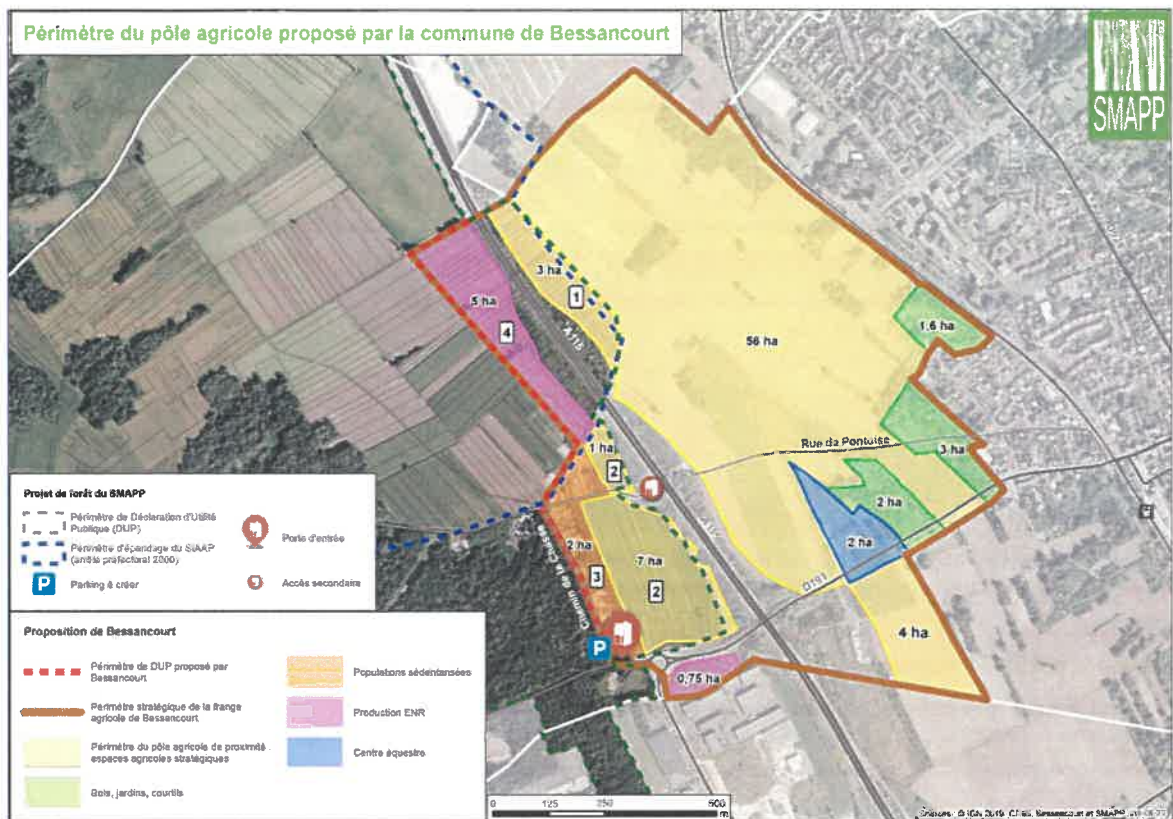 Périmètre du pôle agricole proposé par la commune de Bessancourt
SMAPP
3 ha
1
5 ha
4
A115
56 ha
1,6 ha
Rue de Pontoise
3 ha
1 ha
2
2 ha
2 ha
2 ha
3
7 ha
2
Chemin de la Chasse
D191
4 ha
P
0,75 ha
Projet de forêt du SMAPP
Périmètre de Déclaration d'Utilité
Publique (DUP)
Porte d'entrée
Périmètre d'épandage du SIAAP
(arrêté préfectoral 2000)
P
Parking à créer
Accès secondaire
Proposition de Bessancourt
Périmètre de DUP proposé par
Bessancourt
Populations sédentarisées
Périmètre stratégique de la frange
agricole de Bessancourt
Production ENR
Périmètre du pôle agricole de proximité
espaces agricoles stratégiques
Centre équestre
Bois, jardins, courtils
0 125 250 500
m
Bessancourt et SMAPP